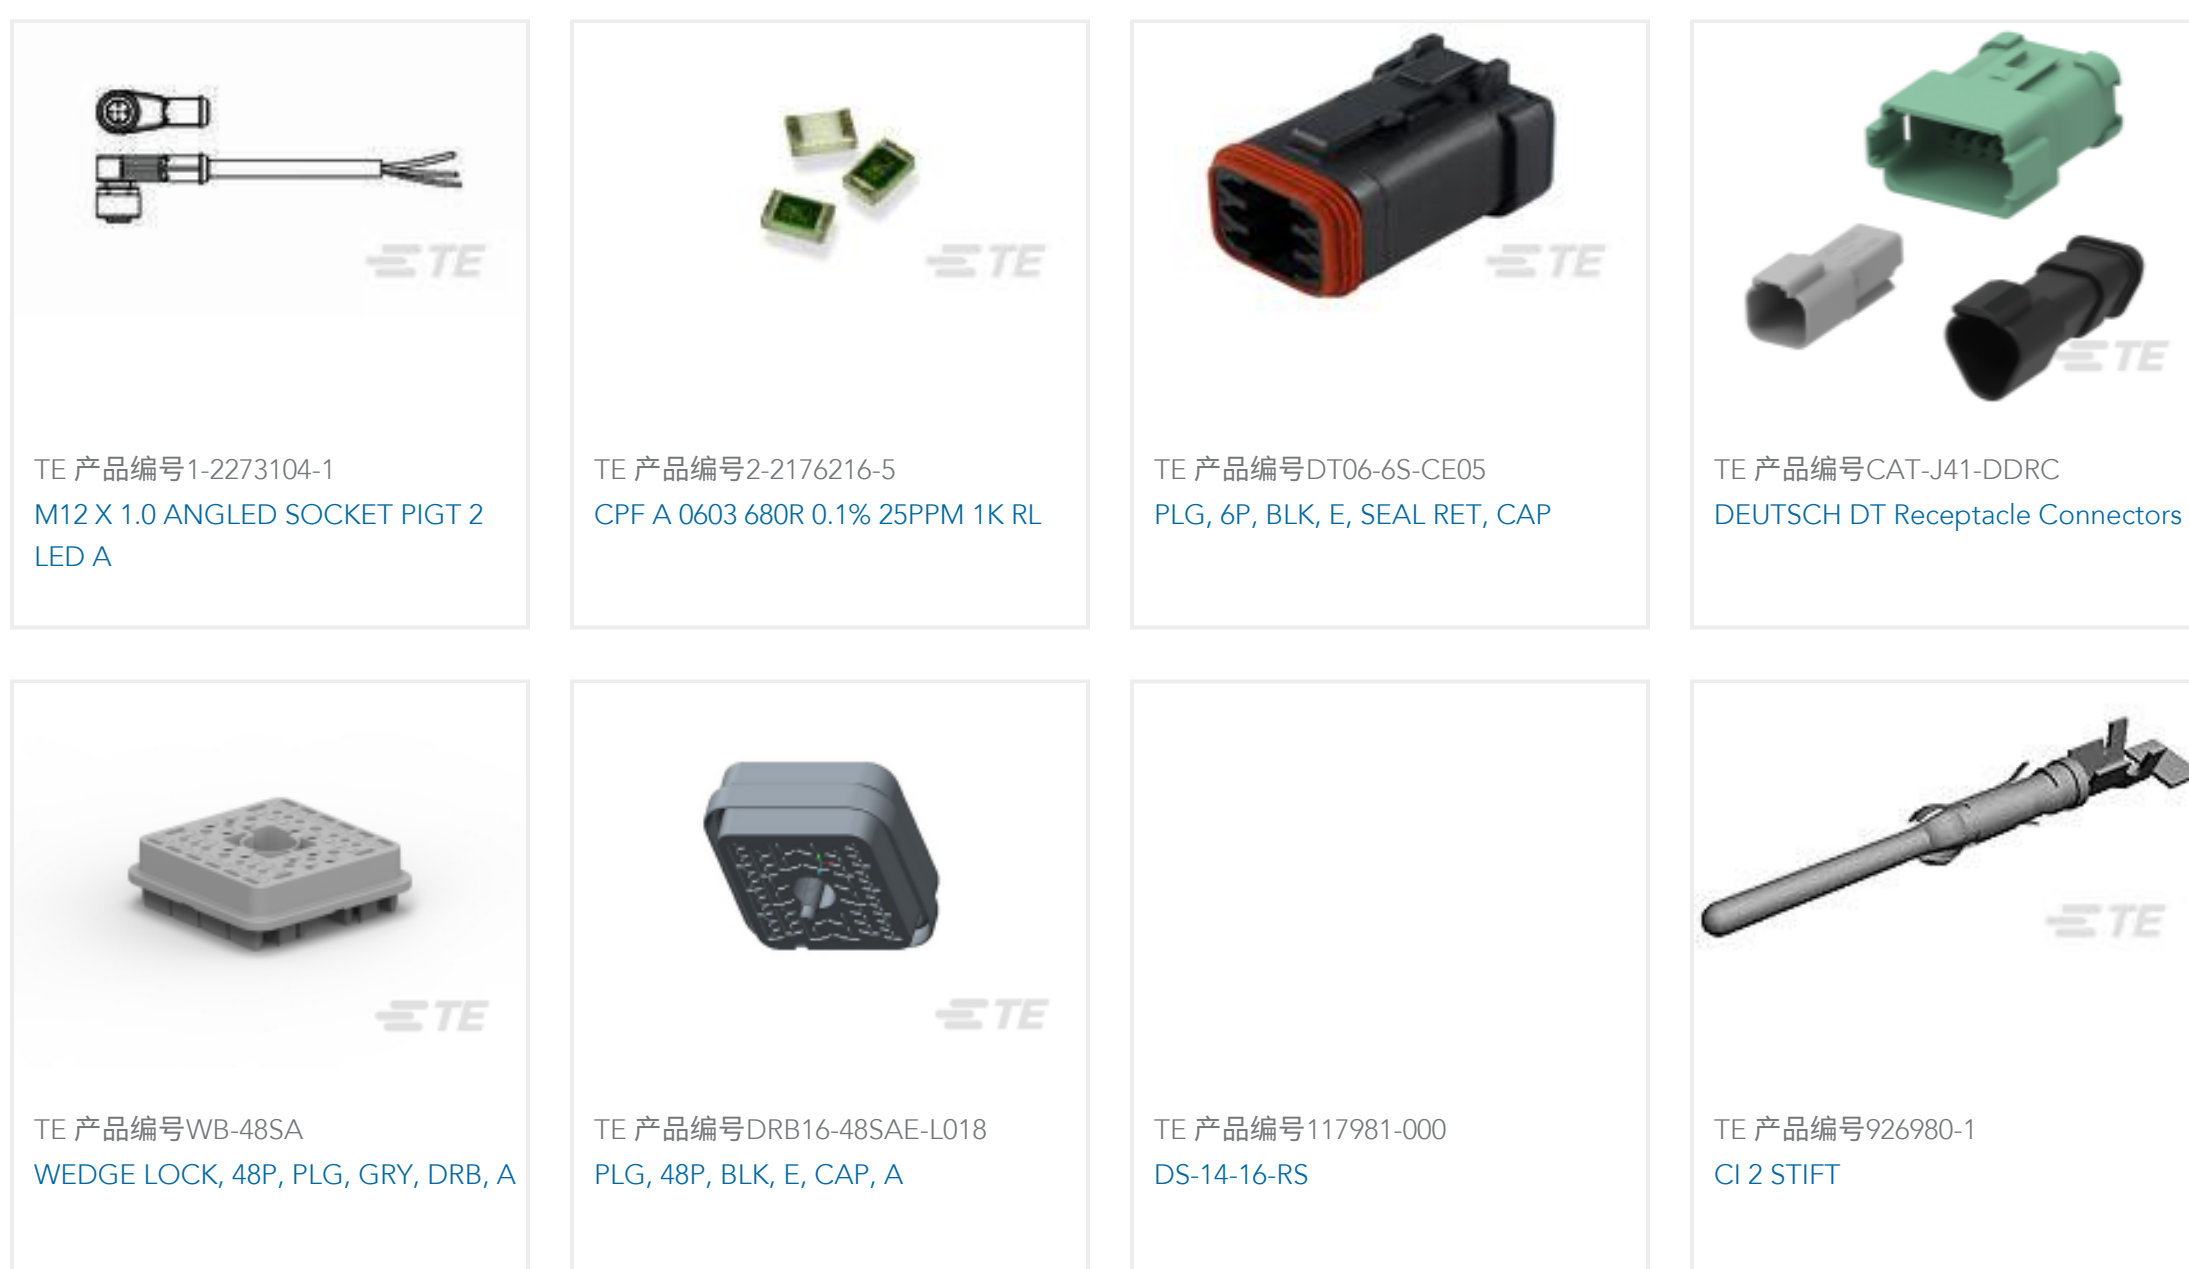 TE
TE
TE
TE
TE 产品编号1-2273104-1
M12 X 1.0 ANGLED SOCKET PIGT 2
LED A
TE 产品编号2-2176216-5
CPF A 0603 680R 0.1% 25PPM 1K RL
TE 产品编号DT06-6S-CE05
PLG, 6P, BLK, E, SEAL RET, CAP
TE 产品编号CAT-J41-DDRC
DEUTSCH DT Receptacle Connectors
TE
TE
TE
TE 产品编号WB-48SA
WEDGE LOCK, 48P, PLG, GRY, DRB, A
TE 产品编号DRB16-48SAE-L018
PLG, 48P, BLK, E, CAP, A
TE 产品编号117981-000
DS-14-16-RS
TE 产品编号926980-1
CI 2 STIFT